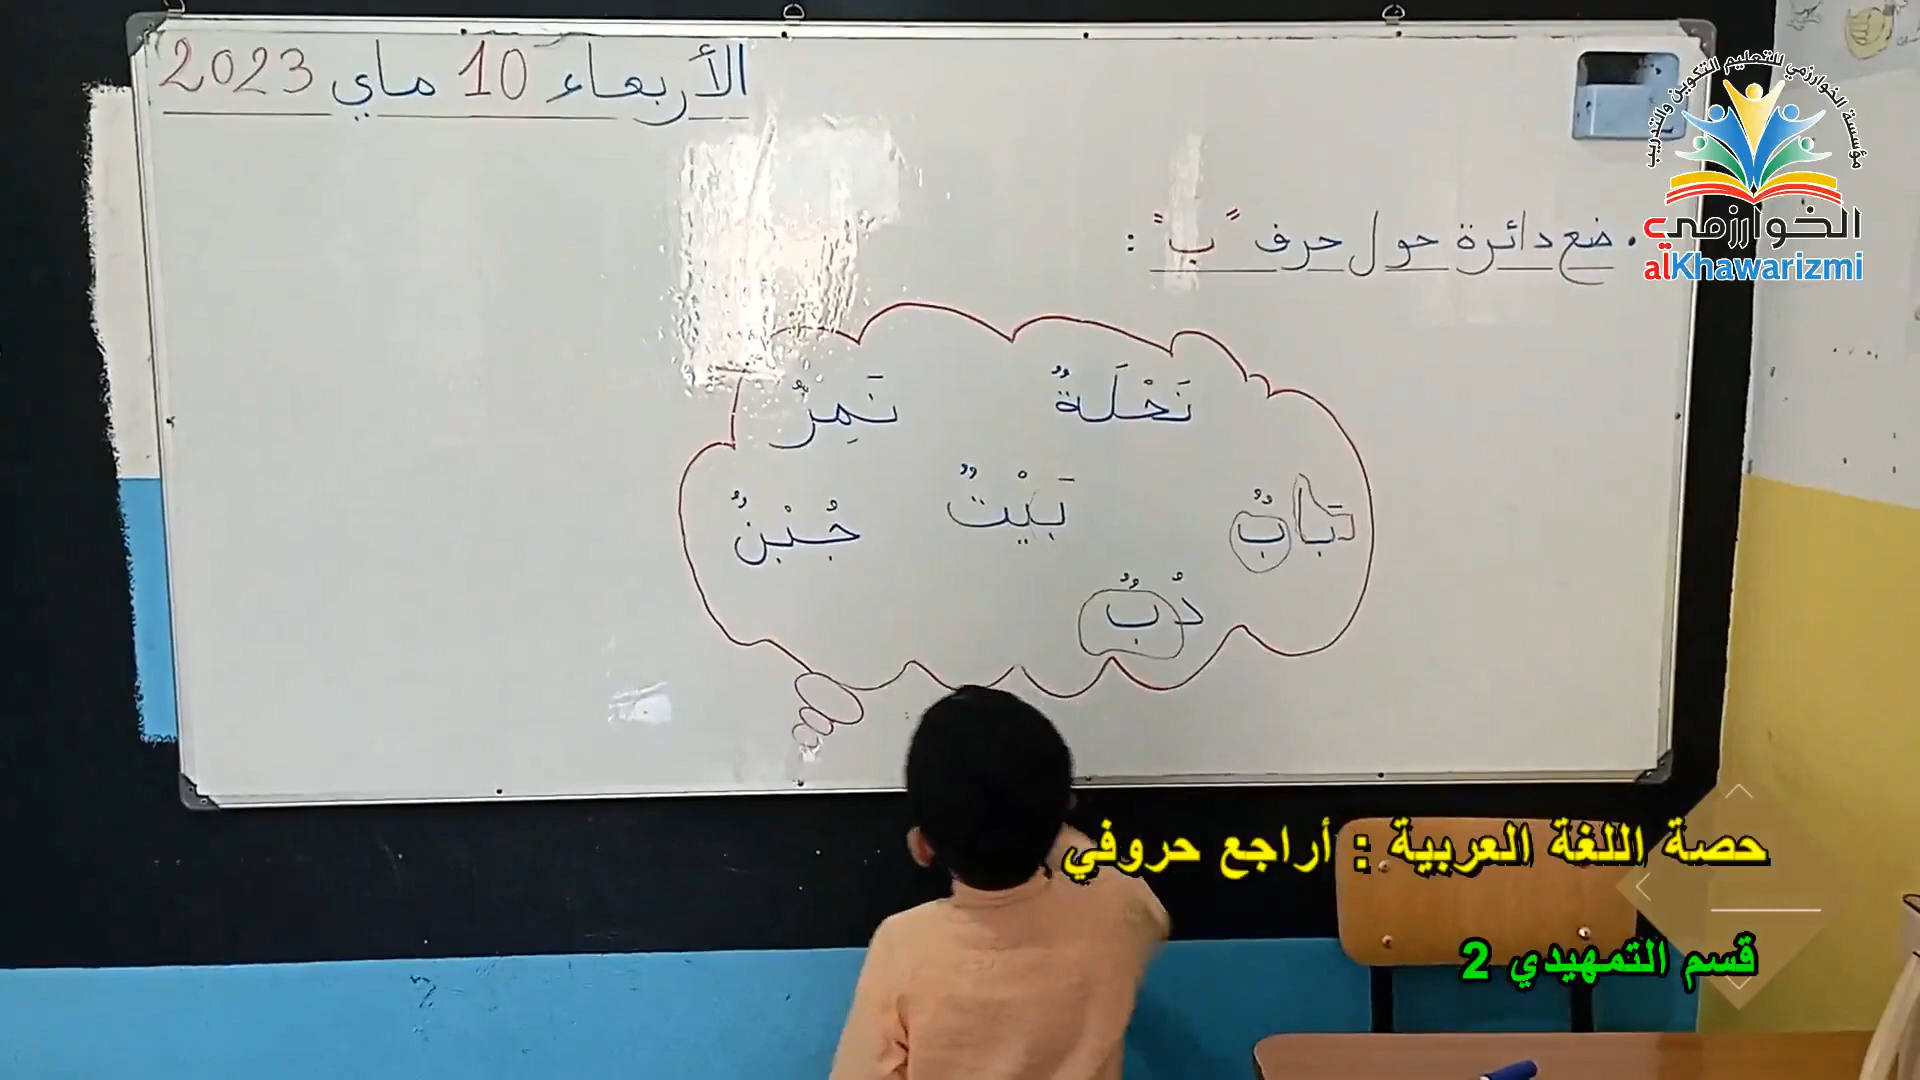 الأربعاء 10 ماي 2023
مؤسسة الخوارزمي للتعليم التكوين والتدريب
الخوارزمي
alKhawarizmi
• ضع دائرة حول حرف "ب" :
نَحْلَةٌ نَمِرٌ
بَابٌ بَيْتٌ جُبْنٌ
دُبٌّ
حصة اللغة العربية : أراجع حروفي
قسم التمهيدي 2